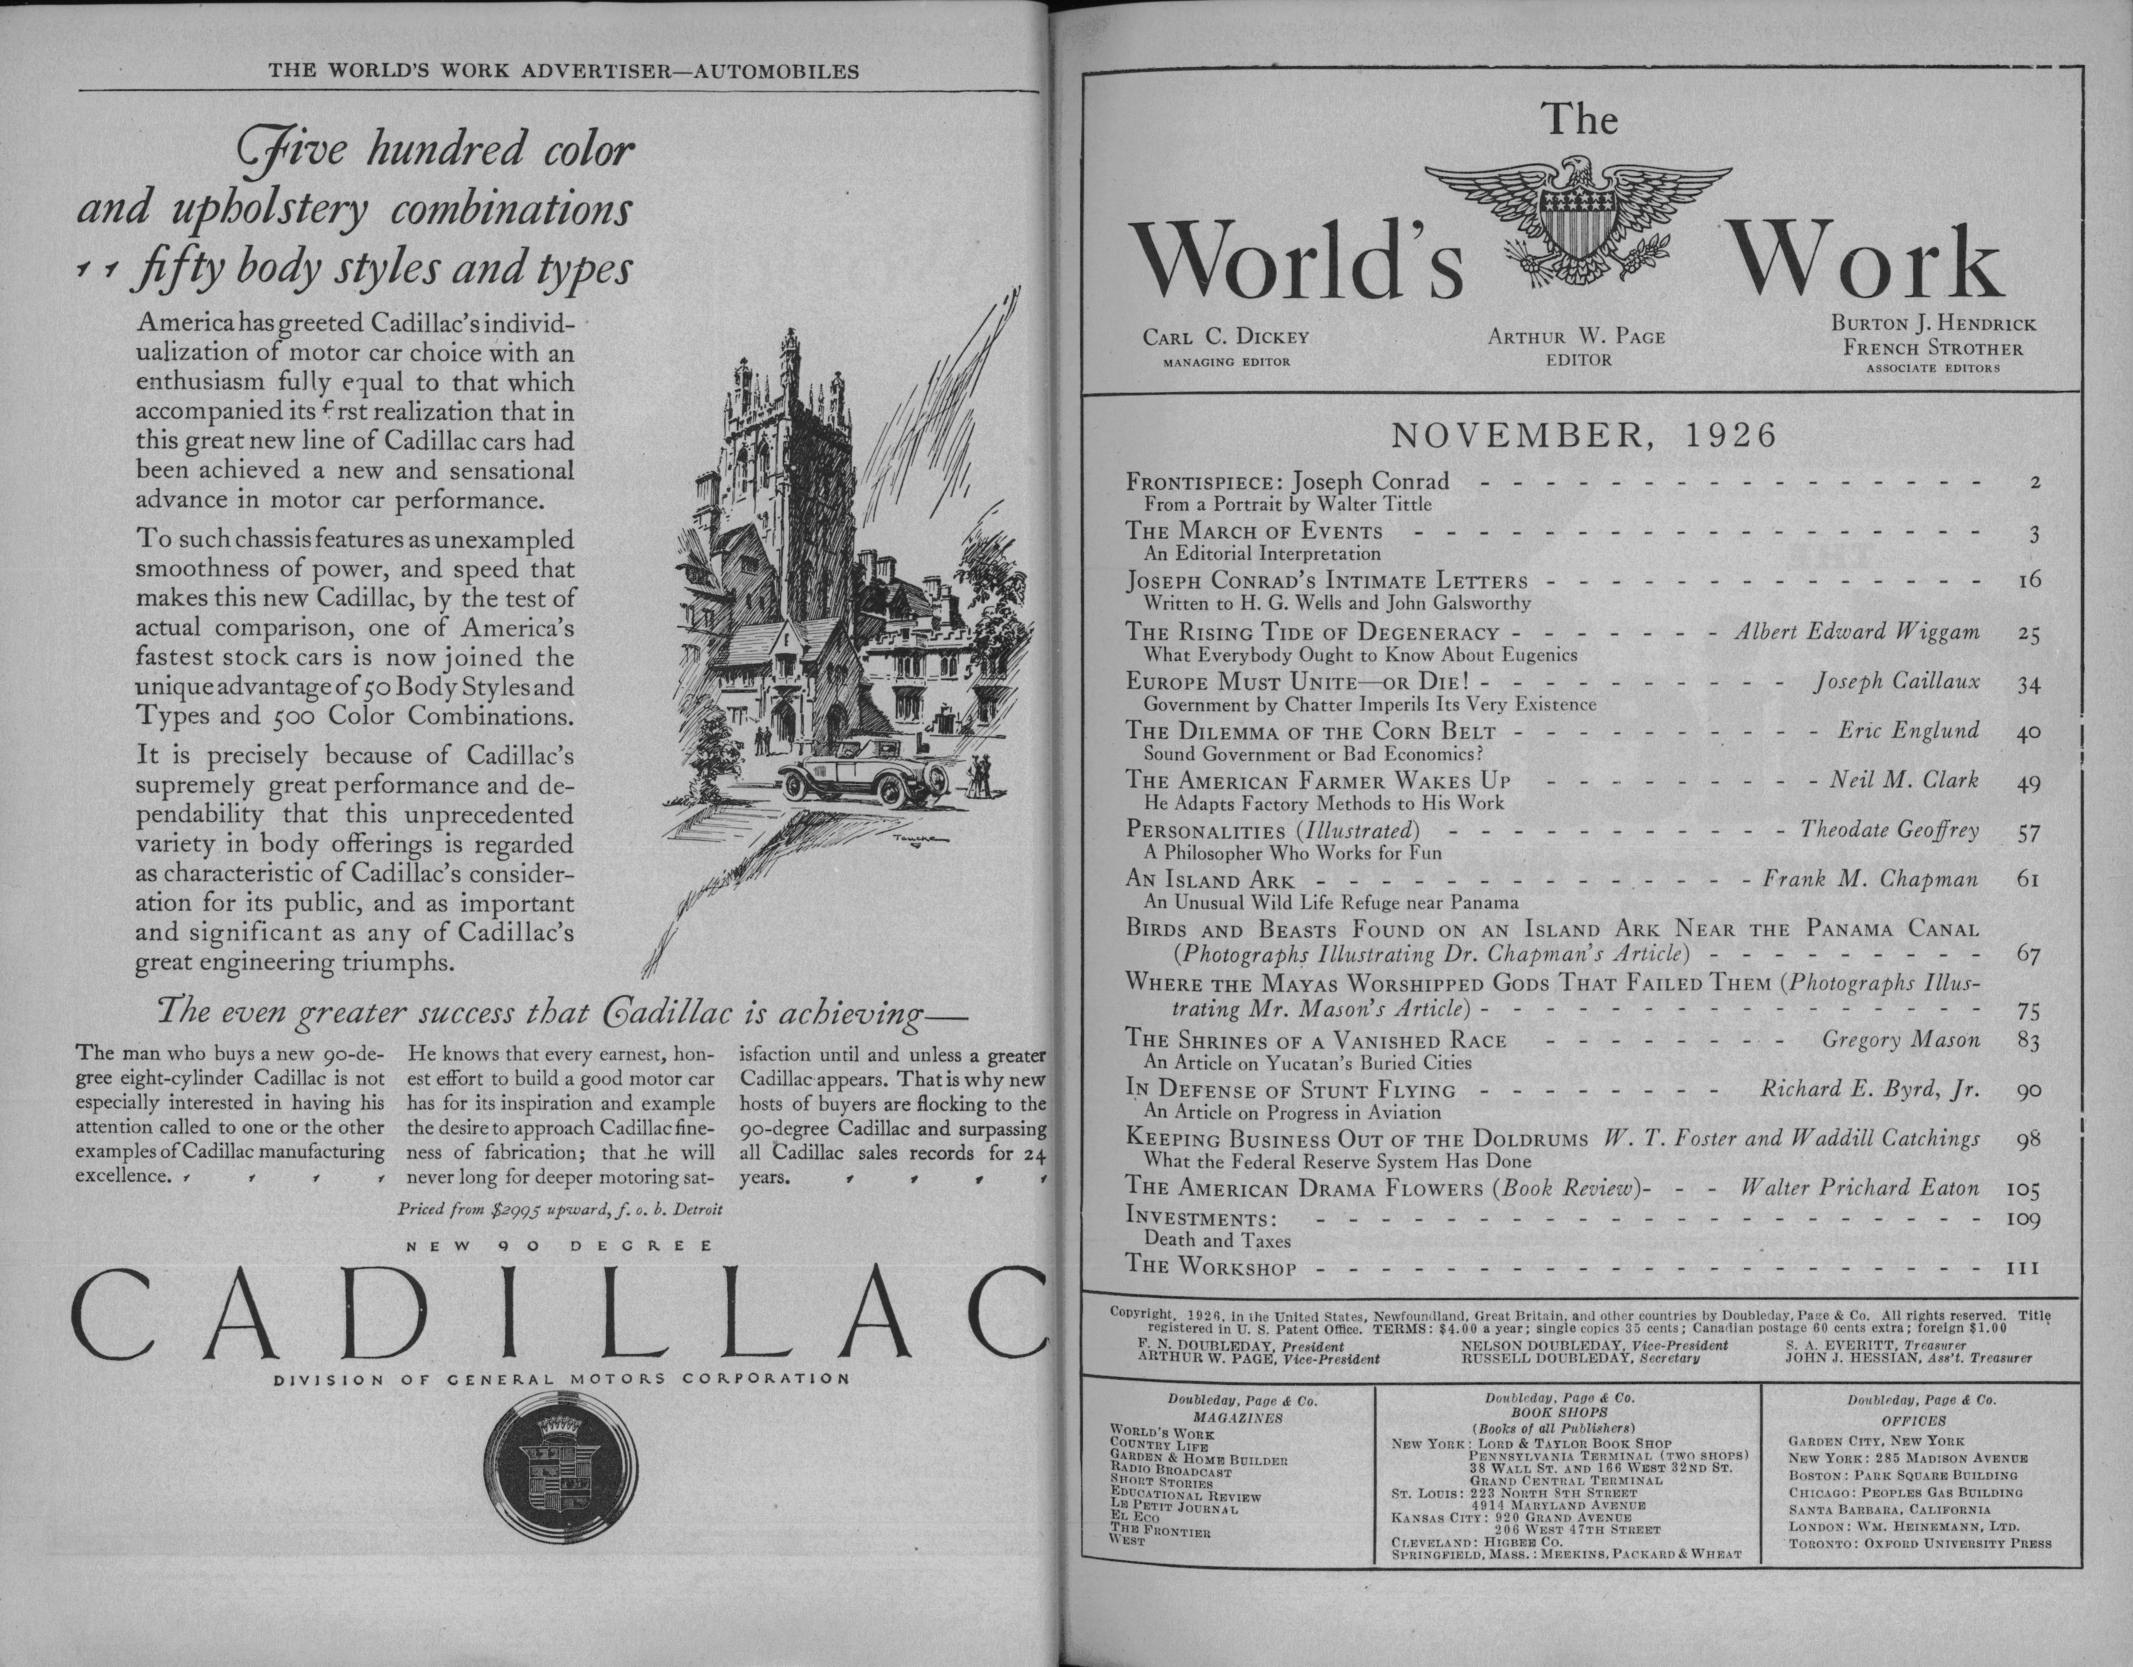 THE WORLD'S WORK ADVERTISER—AUTOMOBILES
Five hundred color
and upholstery combinations
fifty body styles and types
America has greeted Cadillac's individ-
ualization of motor car choice with an
enthusiasm fully equal to that which
accompanied its f rst realization that in
this great new line of Cadillac cars had
been achieved a new and sensational
advance in motor car performance.
To such chassis features as unexampled
smoothness of power, and speed that
makes this new Cadillac, by the test of
actual comparison, one of America's
fastest stock cars is now joined the
unique advantage of 50 Body Styles and
Types and 500 Color Combinations.
It is precisely because of Cadillac's
supremely great performance and de-
pendability that this unprecedented
variety in body offerings is regarded
as characteristic of Cadillac's consider-
ation for its public, and as important
and significant as any of Cadillac's
great engineering triumphs.
The even greater success that Cadillac is achieving—
The man who buys a new 90-de-
gree eight-cylinder Cadillac is not
especially interested in having his
attention called to one or the other
examples of Cadillac manufacturing
excellence.
He knows that every earnest, hon-
est effort to build a good motor car
has for its inspiration and example
the desire to approach Cadillac fine-
ness of fabrication; that he will
never long for deeper motoring sat-
isfaction until and unless a greater
Cadillac appears. That is why new
hosts of buyers are flocking to the
90-degree Cadillac and surpassing
all Cadillac sales records for 24
years.
Priced from $2995 upward, f. o. b. Detroit
NEW 90 DEGREE
CADILLAC
DIVISION OF GENERAL MOTORS CORPORATION
The
World's Work
CARL C. DICKEY
MANAGING EDITOR
ARTHUR W. PAGE
EDITOR
BURTON J. HENDRICK
FRENCH STROTHER
ASSOCIATE EDITORS
NOVEMBER, 1926
FRONTISPIECE: Joseph Conrad - - - - - - - - - - - - - - - - 2
From a Portrait by Walter Tittle
THE MARCH OF EVENTS - - - - - - - - - - - - - - - - - - 3
An Editorial Interpretation
JOSEPH CONRAD'S INTIMATE LETTERS - - - - - - - - - - - - - - 16
Written to H. G. Wells and John Galsworthy
THE RISING TIDE OF DEGENERACY - - - - - - - Albert Edward Wiggam 25
What Everybody Ought to Know About Eugenics
EUROPE MUST UNITE—OR DIE! - - - - - - - - - - Joseph Caillaux 34
Government by Chatter Imperils Its Very Existence
THE DILEMMA OF THE CORN BELT - - - - - - - - - - Eric Englund 40
Sound Government or Bad Economics?
THE AMERICAN FARMER WAKES UP - - - - - - - - - Neil M. Clark 49
He Adapts Factory Methods to His Work
PERSONALITIES (Illustrated) - - - - - - - - - - - Theodate Geoffrey 57
A Philosopher Who Works for Fun
AN ISLAND ARK - - - - - - - - - - - - - - Frank M. Chapman 61
An Unusual Wild Life Refuge near Panama
BIRDS AND BEASTS FOUND ON AN ISLAND ARK NEAR THE PANAMA CANAL
(Photographs Illustrating Dr. Chapman's Article) - - - - - - - - - 67
WHERE THE MAYAS WORSHIPPED GODS THAT FAILED THEM (Photographs Illus-
trating Mr. Mason's Article) - - - - - - - - - - - - - - - - 75
THE SHRINES OF A VANISHED RACE - - - - - - - - Gregory Mason 83
An Article on Yucatan's Buried Cities
IN DEFENSE OF STUNT FLYING - - - - - - - - Richard E. Byrd, Jr. 90
An Article on Progress in Aviation
KEEPING BUSINESS OUT OF THE DOLDRUMS W. T. Foster and Waddill Catchings 98
What the Federal Reserve System Has Done
THE AMERICAN DRAMA FLOWERS (Book Review)- - - Walter Prichard Eaton 105
INVESTMENTS: - - - - - - - - - - - - - - - - - - - - - 109
Death and Taxes
THE WORKSHOP - - - - - - - - - - - - - - - - - - - - - 111
Copyright, 1926, in the United States, Newfoundland, Great Britain, and other countries by Doubleday, Page & Co. All rights reserved. Title
registered in U. S. Patent Office. TERMS: $4.00 a year; single copies 35 cents; Canadian postage 60 cents extra; foreign $1.00
F. N. DOUBLEDAY, President NELSON DOUBLEDAY, Vice-President S. A. EVERITT, Treasurer
ARTHUR W. PAGE, Vice-President RUSSELL DOUBLEDAY, Secretary JOHN J. HESSIAN, Ass't. Treasurer
Doubleday, Page & Co.
MAGAZINES
WORLD'S WORK
COUNTRY LIFE
GARDEN & HOME BUILDER
RADIO BROADCAST
SHORT STORIES
EDUCATIONAL REVIEW
LE PETIT JOURNAL
EL ECO
THE FRONTIER
WEST
Doubleday, Page & Co.
BOOK SHOPS
(Books of all Publishers)
NEW YORK: LORD & TAYLOR BOOK SHOP
PENNSYLVANIA TERMINAL (TWO SHOPS)
38 WALL ST. AND 166 WEST 32ND ST.
GRAND CENTRAL TERMINAL
ST. LOUIS: 223 NORTH 8TH STREET
4914 MARYLAND AVENUE
KANSAS CITY: 920 GRAND AVENUE
206 WEST 47TH STREET
CLEVELAND: HIGBEE CO.
SPRINGFIELD, MASS.: MEEKINS, PACKARD & WHEAT
Doubleday, Page & Co.
OFFICES
GARDEN CITY, NEW YORK
NEW YORK: 285 MADISON AVENUE
BOSTON: PARK SQUARE BUILDING
CHICAGO: PEOPLES GAS BUILDING
SANTA BARBARA, CALIFORNIA
LONDON: WM. HEINEMANN, LTD.
TORONTO: OXFORD UNIVERSITY PRESS